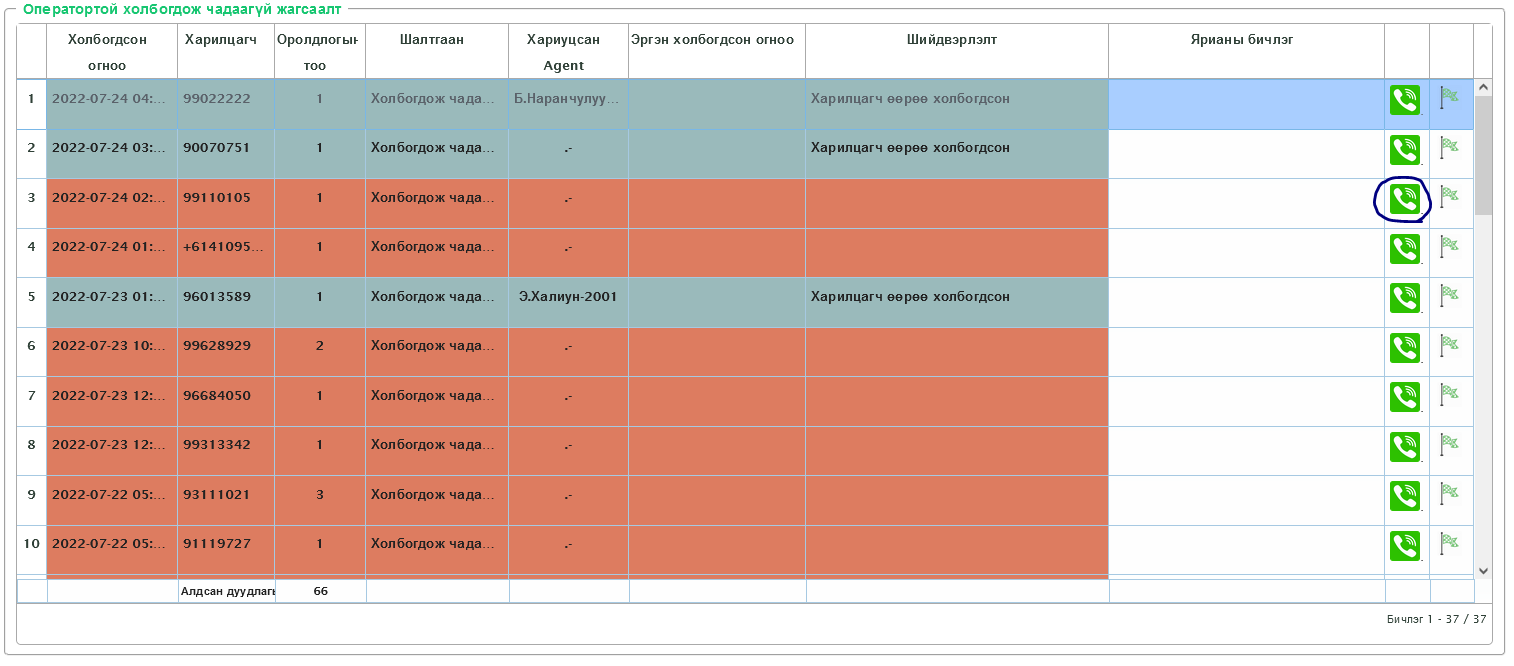 Оператортой холбогдож чадаагүй жагсаалт
Холбогдсон огноо Харилцагч Оролдлогын тоо Шалтгаан Хариуцсан Agent Эргэн холбогдсон огноо Шийдвэрлэлт Ярианы бичлэг
1 2022-07-24 04:... 99022222 1 Холбогдож чада... Б.Наранчулуу... Харилцагч өөрөө холбогдсон
2 2022-07-24 03:... 90070751 1 Холбогдож чада... .- Харилцагч өөрөө холбогдсон
3 2022-07-24 02:... 99110105 1 Холбогдож чада... .-
4 2022-07-24 01:... +6141095... 1 Холбогдож чада... .-
5 2022-07-23 01:... 96013589 1 Холбогдож чада... Э.Халиун-2001 Харилцагч өөрөө холбогдсон
6 2022-07-23 10:... 99628929 2 Холбогдож чада... .-
7 2022-07-23 12:... 96684050 1 Холбогдож чада... .-
8 2022-07-23 12:... 99313342 1 Холбогдож чада... .-
9 2022-07-22 05:... 93111021 3 Холбогдож чада... .-
10 2022-07-22 05:... 91119727 1 Холбогдож чада... .-
Алдсан дуудлагы 66
Бичлэг 1 - 37 / 37